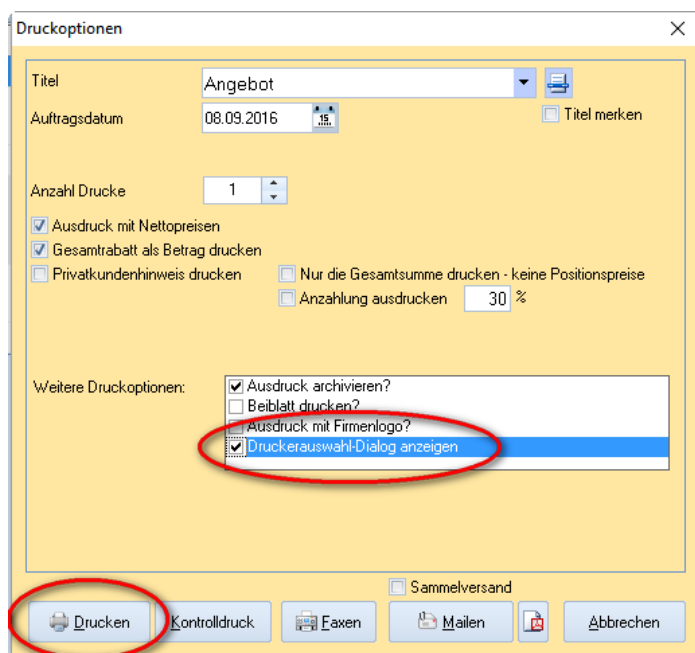 Druckoptionen
Titel Angebot
Auftragsdatum 08.09.2016 15 Titel merken
Anzahl Drucke 1
Ausdruck mit Nettopreisen
Gesamtrabatt als Betrag drucken
Privatkundenhinweis drucken Nur die Gesamtsumme drucken - keine Positionspreise
Anzahlung ausdrucken 30 %
Weitere Druckoptionen: Ausdruck archivieren?
Beiblatt drucken?
Ausdruck mit Firmenlogo?
Druckerauswahl-Dialog anzeigen
Sammelversand
Drucken Kontrolldruck Faxen Mailen Abbrechen